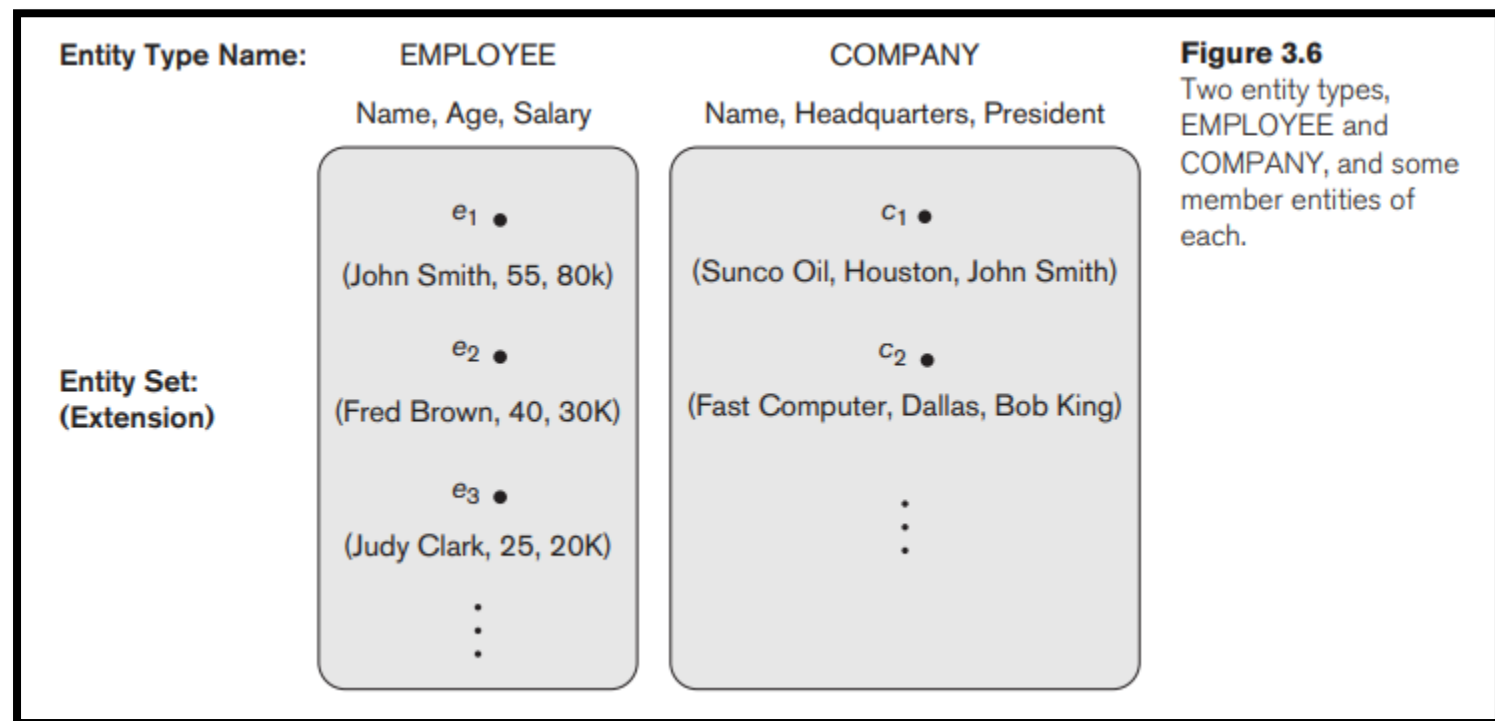 Entity Type Name: EMPLOYEE COMPANY
Name, Age, Salary Name, Headquarters, President
e1
(John Smith, 55, 80k)
e2
(Fred Brown, 40, 30K)
e3
(Judy Clark, 25, 20K)
c1
(Sunco Oil, Houston, John Smith)
c2
(Fast Computer, Dallas, Bob King)
Entity Set:
(Extension)
Figure 3.6
Two entity types,
EMPLOYEE and
COMPANY, and some
member entities of
each.